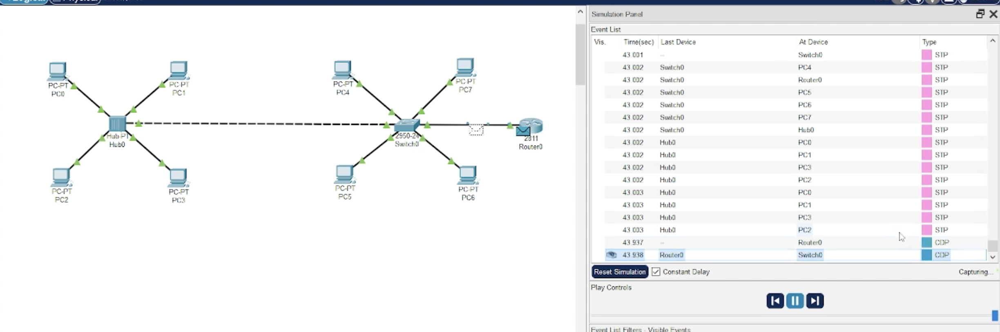 Logical Physical
Simulation Panel
Event List
Vis. Time(sec) Last Device At Device Type
43.001 -- Switch0 STP
43.002 Switch0 PC4 STP
43.002 Switch0 Router0 STP
43.002 Switch0 PC5 STP
43.002 Switch0 PC6 STP
43.002 Switch0 PC7 STP
43.002 Switch0 Hub0 STP
43.002 Hub0 PC0 STP
43.002 Hub0 PC1 STP
43.002 Hub0 PC3 STP
43.002 Hub0 PC2 STP
43.003 Hub0 PC0 STP
43.003 Hub0 PC1 STP
43.003 Hub0 PC3 STP
43.003 Hub0 PC2 STP
43.937 -- Router0 CDP
43.938 Router0 Switch0 CDP
Reset Simulation Constant Delay Capturing...
Play Controls
Event List Filters - Visible Events
PC-PT
PC0
PC-PT
PC1
PC-PT
PC4
PC-PT
PC7
Hub-PT
Hub0
2950-24
Switch0
2811
Router0
PC-PT
PC2
PC-PT
PC3
PC-PT
PC5
PC-PT
PC6